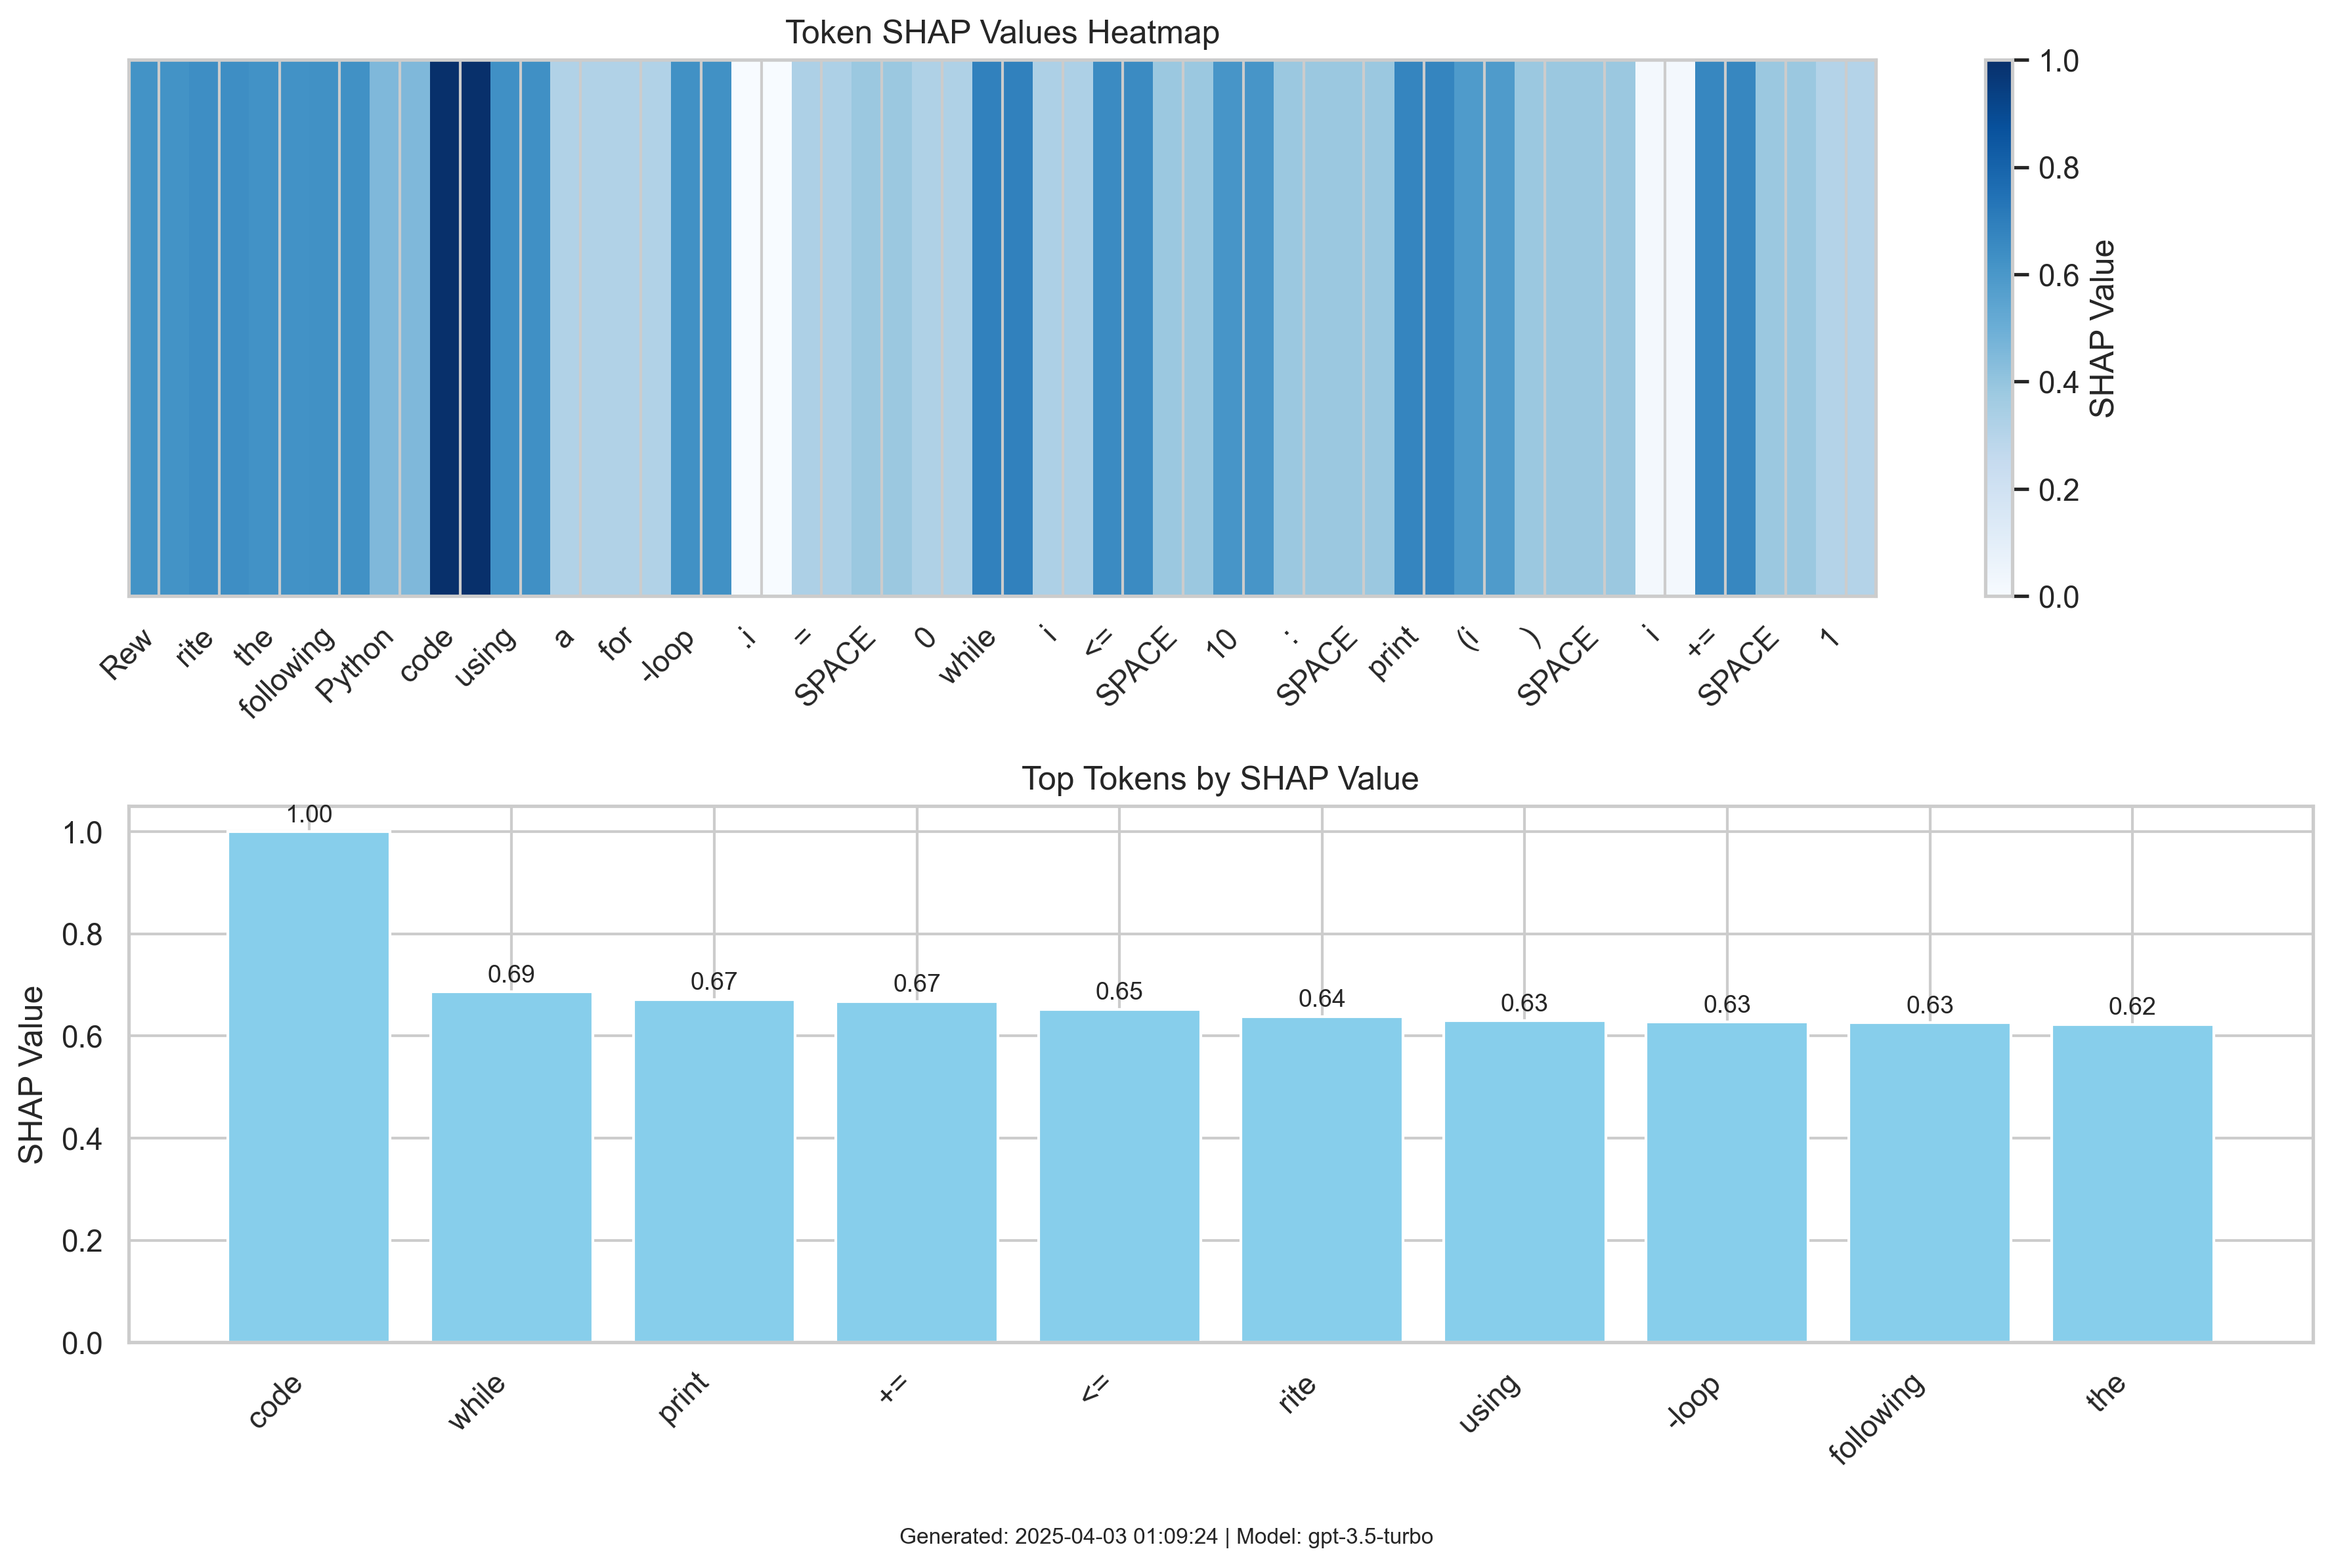 Token SHAP Values Heatmap
1.0
0.8
0.6
0.4
0.2
0.0
SHAP Value
Rew rite the following Python code using a for -loop .i = SPACE 0 while i <= SPACE 10 : SPACE print (i ) SPACE i += SPACE 1
Top Tokens by SHAP Value
SHAP Value
1.0
0.8
0.6
0.4
0.2
0.0
1.00 0.69 0.67 0.67 0.65 0.64 0.63 0.63 0.63 0.62
code while print += <= rite using -loop following the
Generated: 2025-04-03 01:09:24 | Model: gpt-3.5-turbo